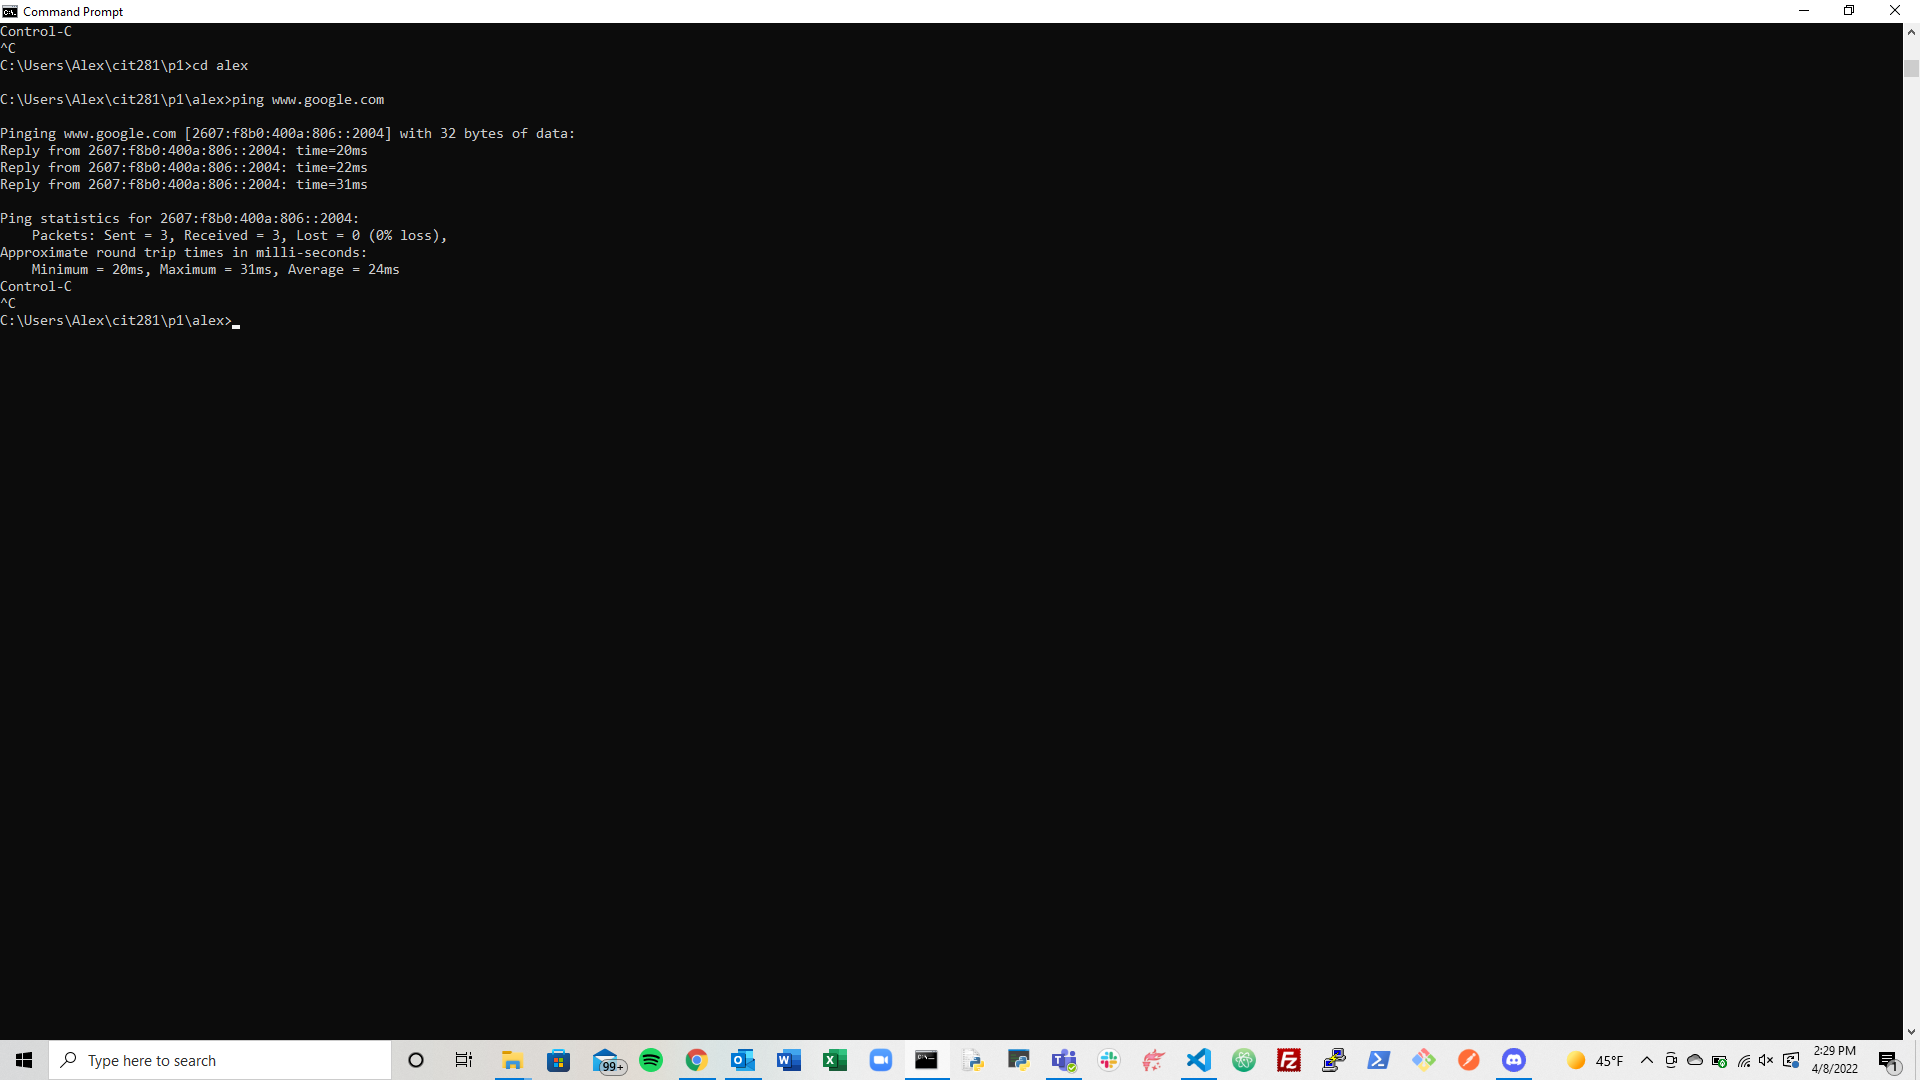 Command Prompt
Control-C
^C
C:\Users\Alex\cit281\p1>cd alex
C:\Users\Alex\cit281\p1\alex>ping www.google.com
Pinging www.google.com [2607:f8b0:400a:806::2004] with 32 bytes of data:
Reply from 2607:f8b0:400a:806::2004: time=20ms
Reply from 2607:f8b0:400a:806::2004: time=22ms
Reply from 2607:f8b0:400a:806::2004: time=31ms
Ping statistics for 2607:f8b0:400a:806::2004:
    Packets: Sent = 3, Received = 3, Lost = 0 (0% loss),
Approximate round trip times in milli-seconds:
    Minimum = 20ms, Maximum = 31ms, Average = 24ms
Control-C
^C
C:\Users\Alex\cit281\p1\alex>
Type here to search
99+
45°F
2:29 PM
4/8/2022
1